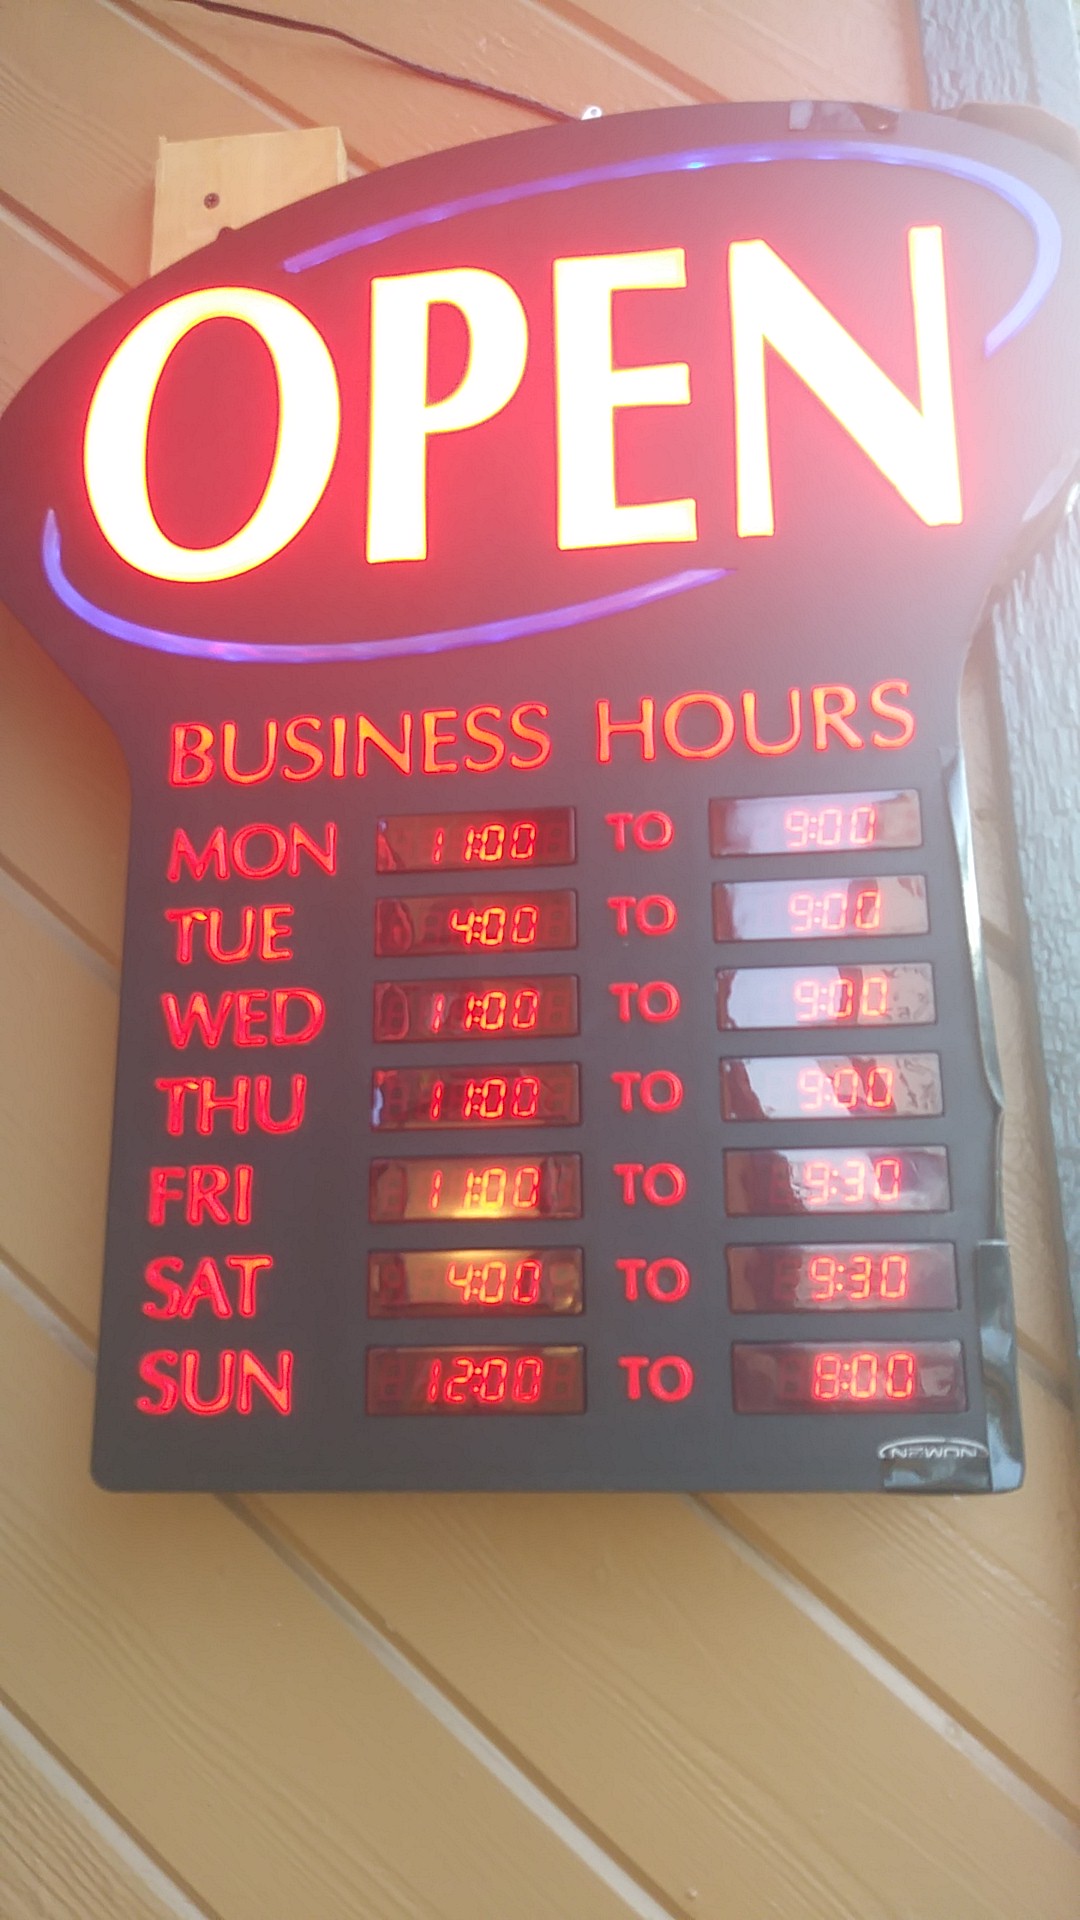 OPEN
BUSINESS HOURS
MON 11:00 TO 9:00
TUE 4:00 TO 9:00
WED 11:00 TO 9:00
THU 11:00 TO 9:00
FRI 11:00 TO 9:30
SAT 4:00 TO 9:30
SUN 12:00 TO 8:00
NEWON